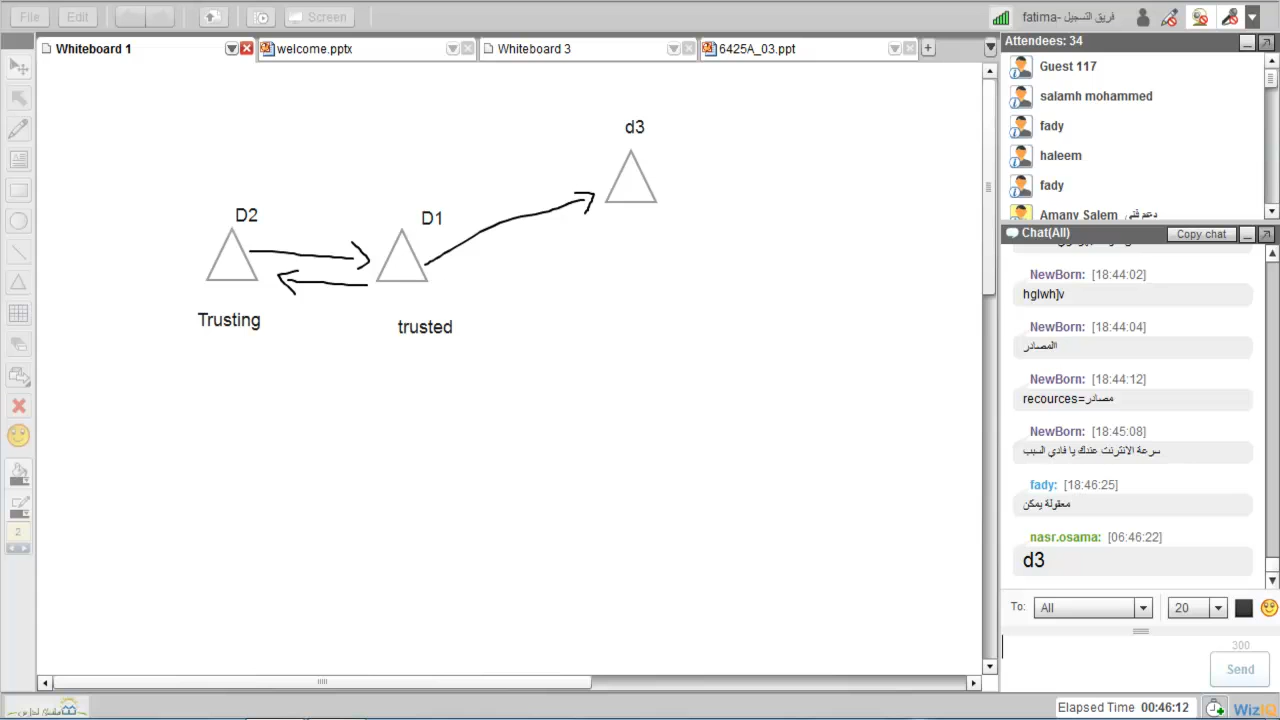 File Edit Screen fatima- فريق التسجيل
Whiteboard 1 welcome.pptx Whiteboard 3 6425A_03.ppt
Attendees: 34
Guest 117
salamh mohammed
fady
haleem
fady
Amany Salem دعم فني
Chat(All) Copy chat
NewBorn: [18:44:02]
hglwh]v
NewBorn: [18:44:04]
االمصادر
NewBorn: [18:44:12]
recources=مصادر
NewBorn: [18:45:08]
سرعة الانترنت عندك يا فادي السبب
fady: [18:46:25]
معقولة يمكن
nasr.osama: [06:46:22]
d3
To: All 20
300
Send
d3
D2 D1
Trusting trusted
2
Elapsed Time 00:46:12 WizIQ